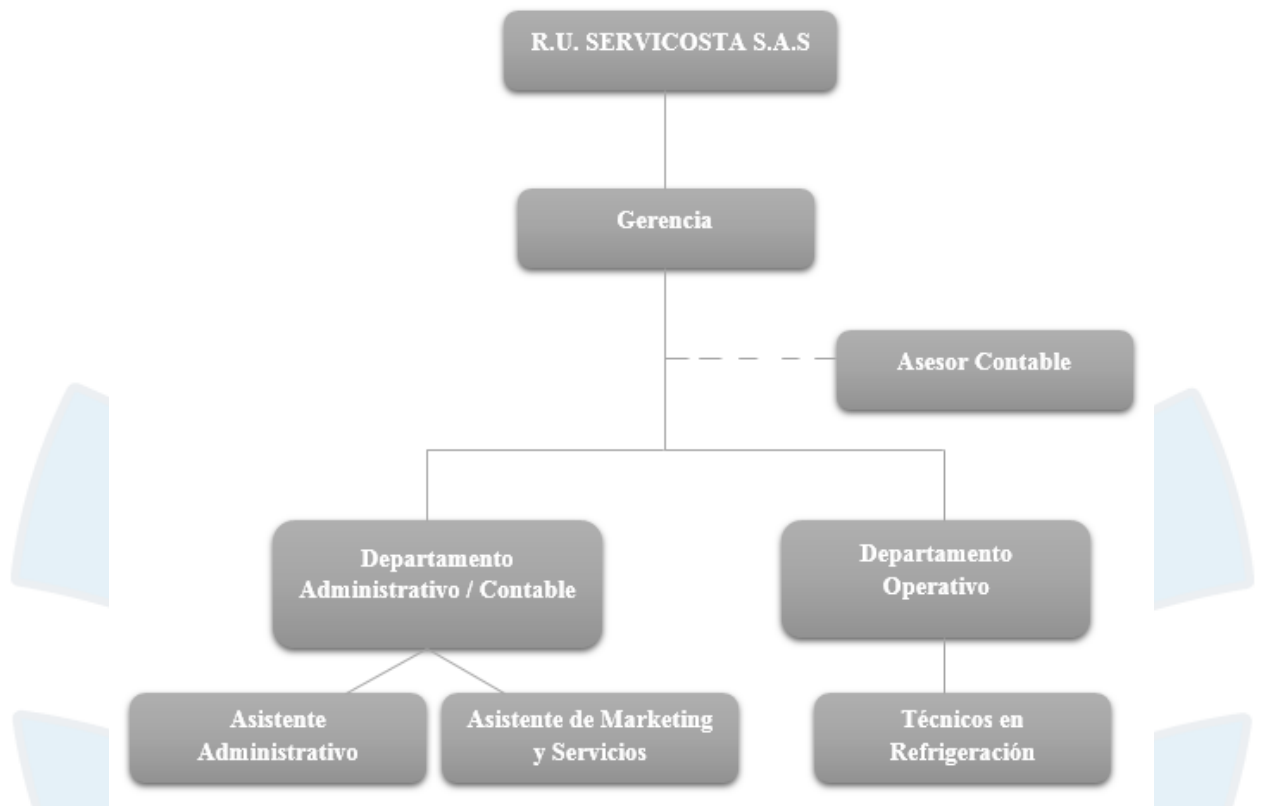 R.U. SERVICOSTA S.A.S
Gerencia
Asesor Contable
Departamento
Administrativo / Contable
Departamento
Operativo
Asistente
Administrativo
Asistente de Marketing
y Servicios
Técnicos en
Refrigeración